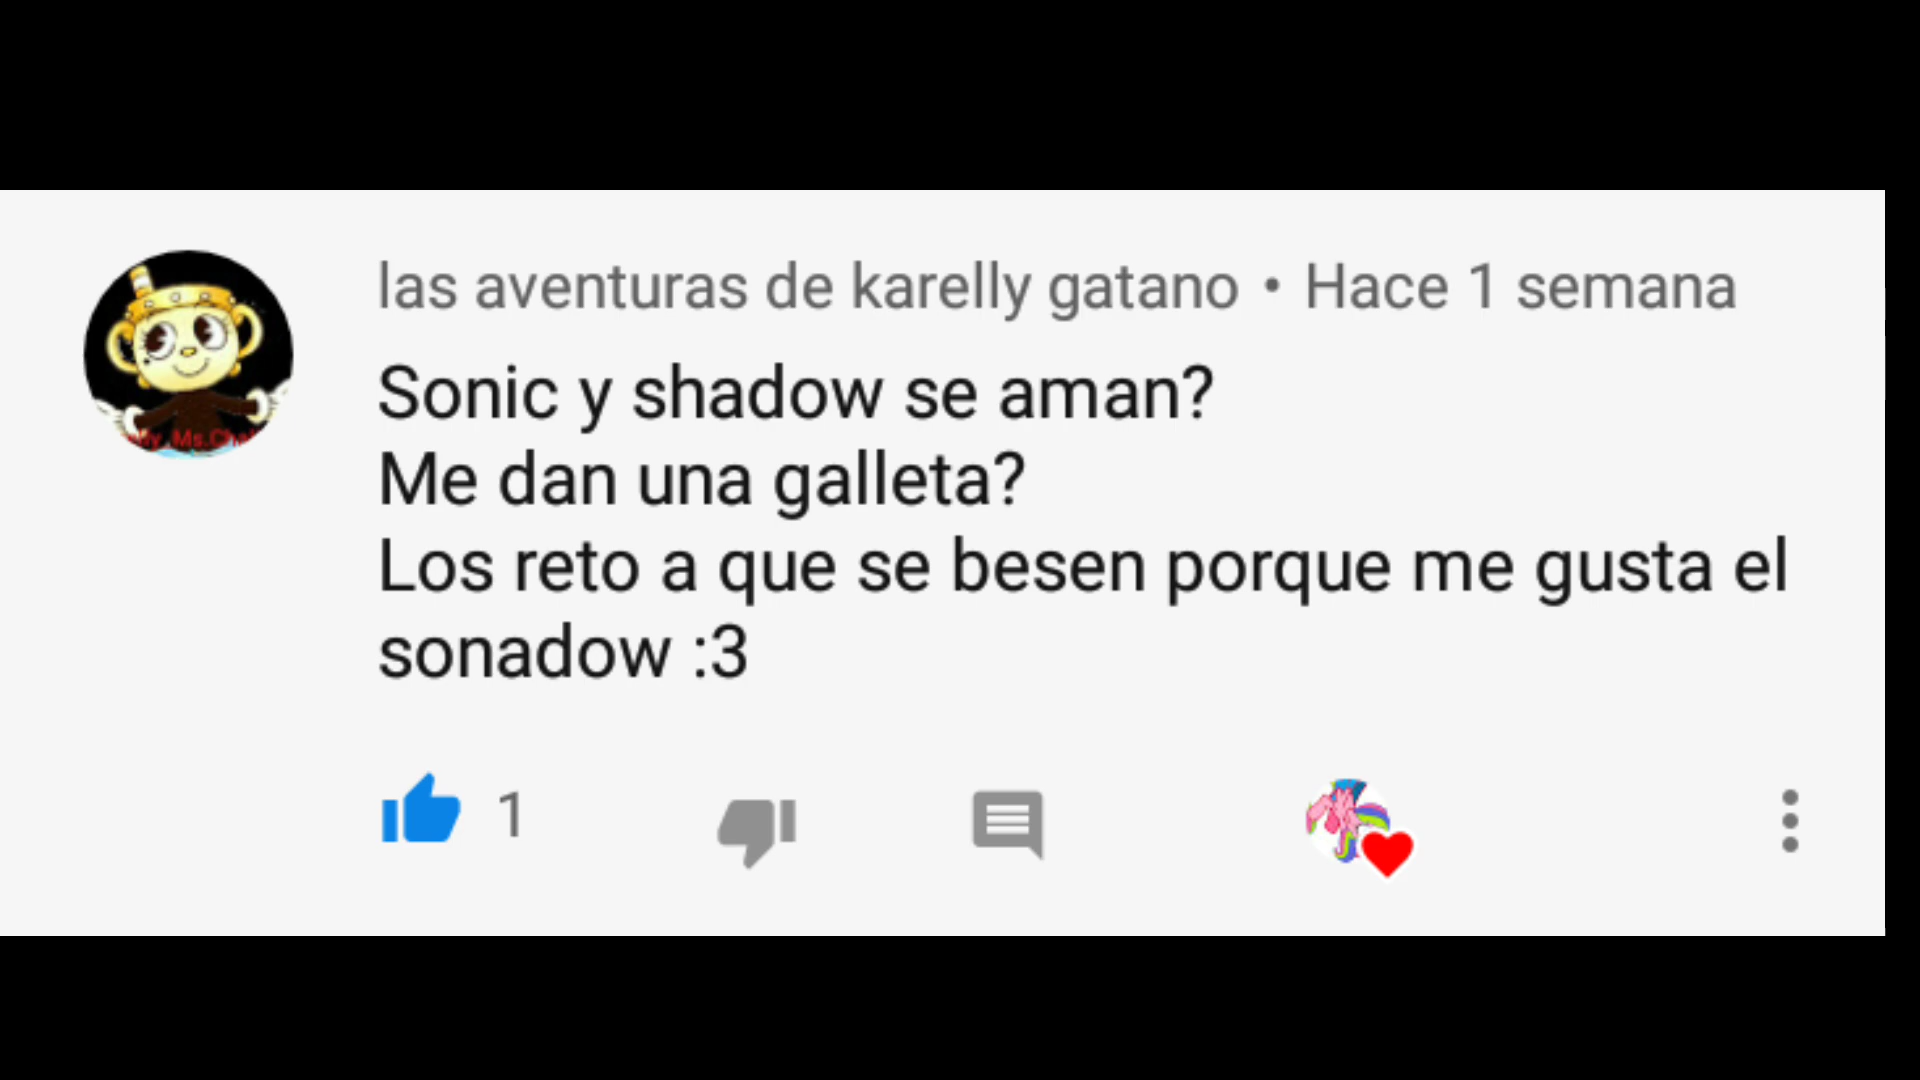 las aventuras de karelly gatano • Hace 1 semana
Sonic y shadow se aman?
Me dan una galleta?
Los reto a que se besen porque me gusta el
sonadow :3
1